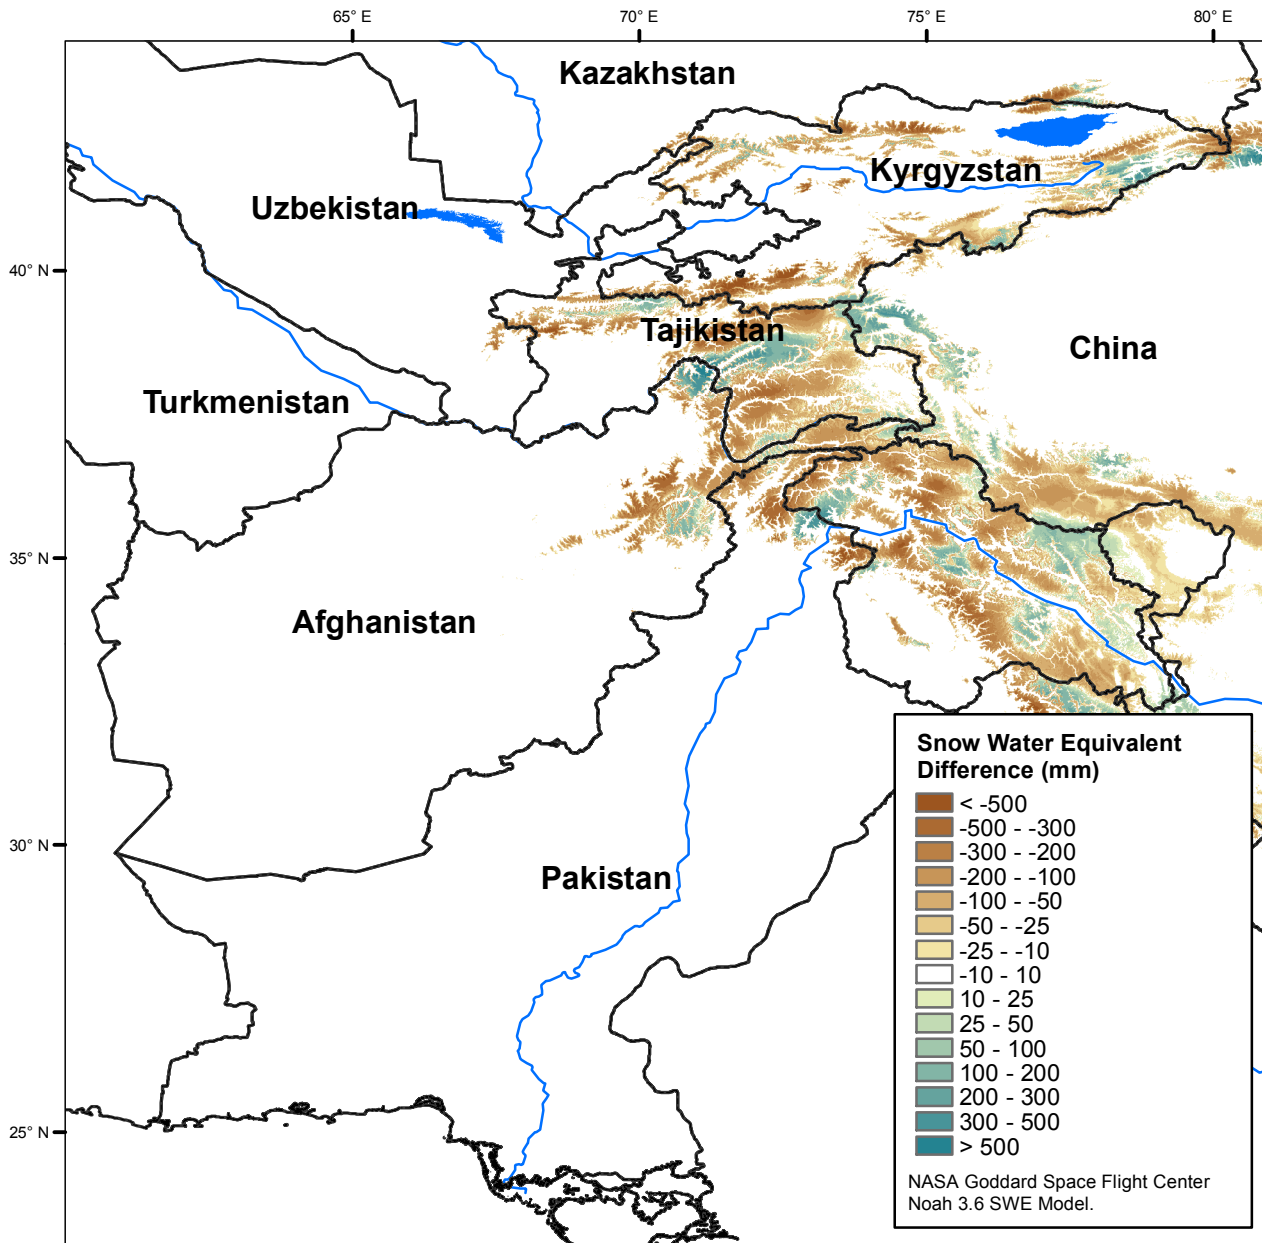 65° E
70° E
75° E
80° E
Kazakhstan
Kyrgyzstan
Uzbekistan
40° N
Tajikistan
China
Turkmenistan
35° N
Afghanistan
Snow Water Equivalent
Difference (mm)
< -500
-500 - -300
-300 - -200
-200 - -100
-100 - -50
-50 - -25
-25 - -10
-10 - 10
10 - 25
25 - 50
50 - 100
100 - 200
200 - 300
300 - 500
> 500
30° N
Pakistan
25° N
NASA Goddard Space Flight Center
Noah 3.6 SWE Model.